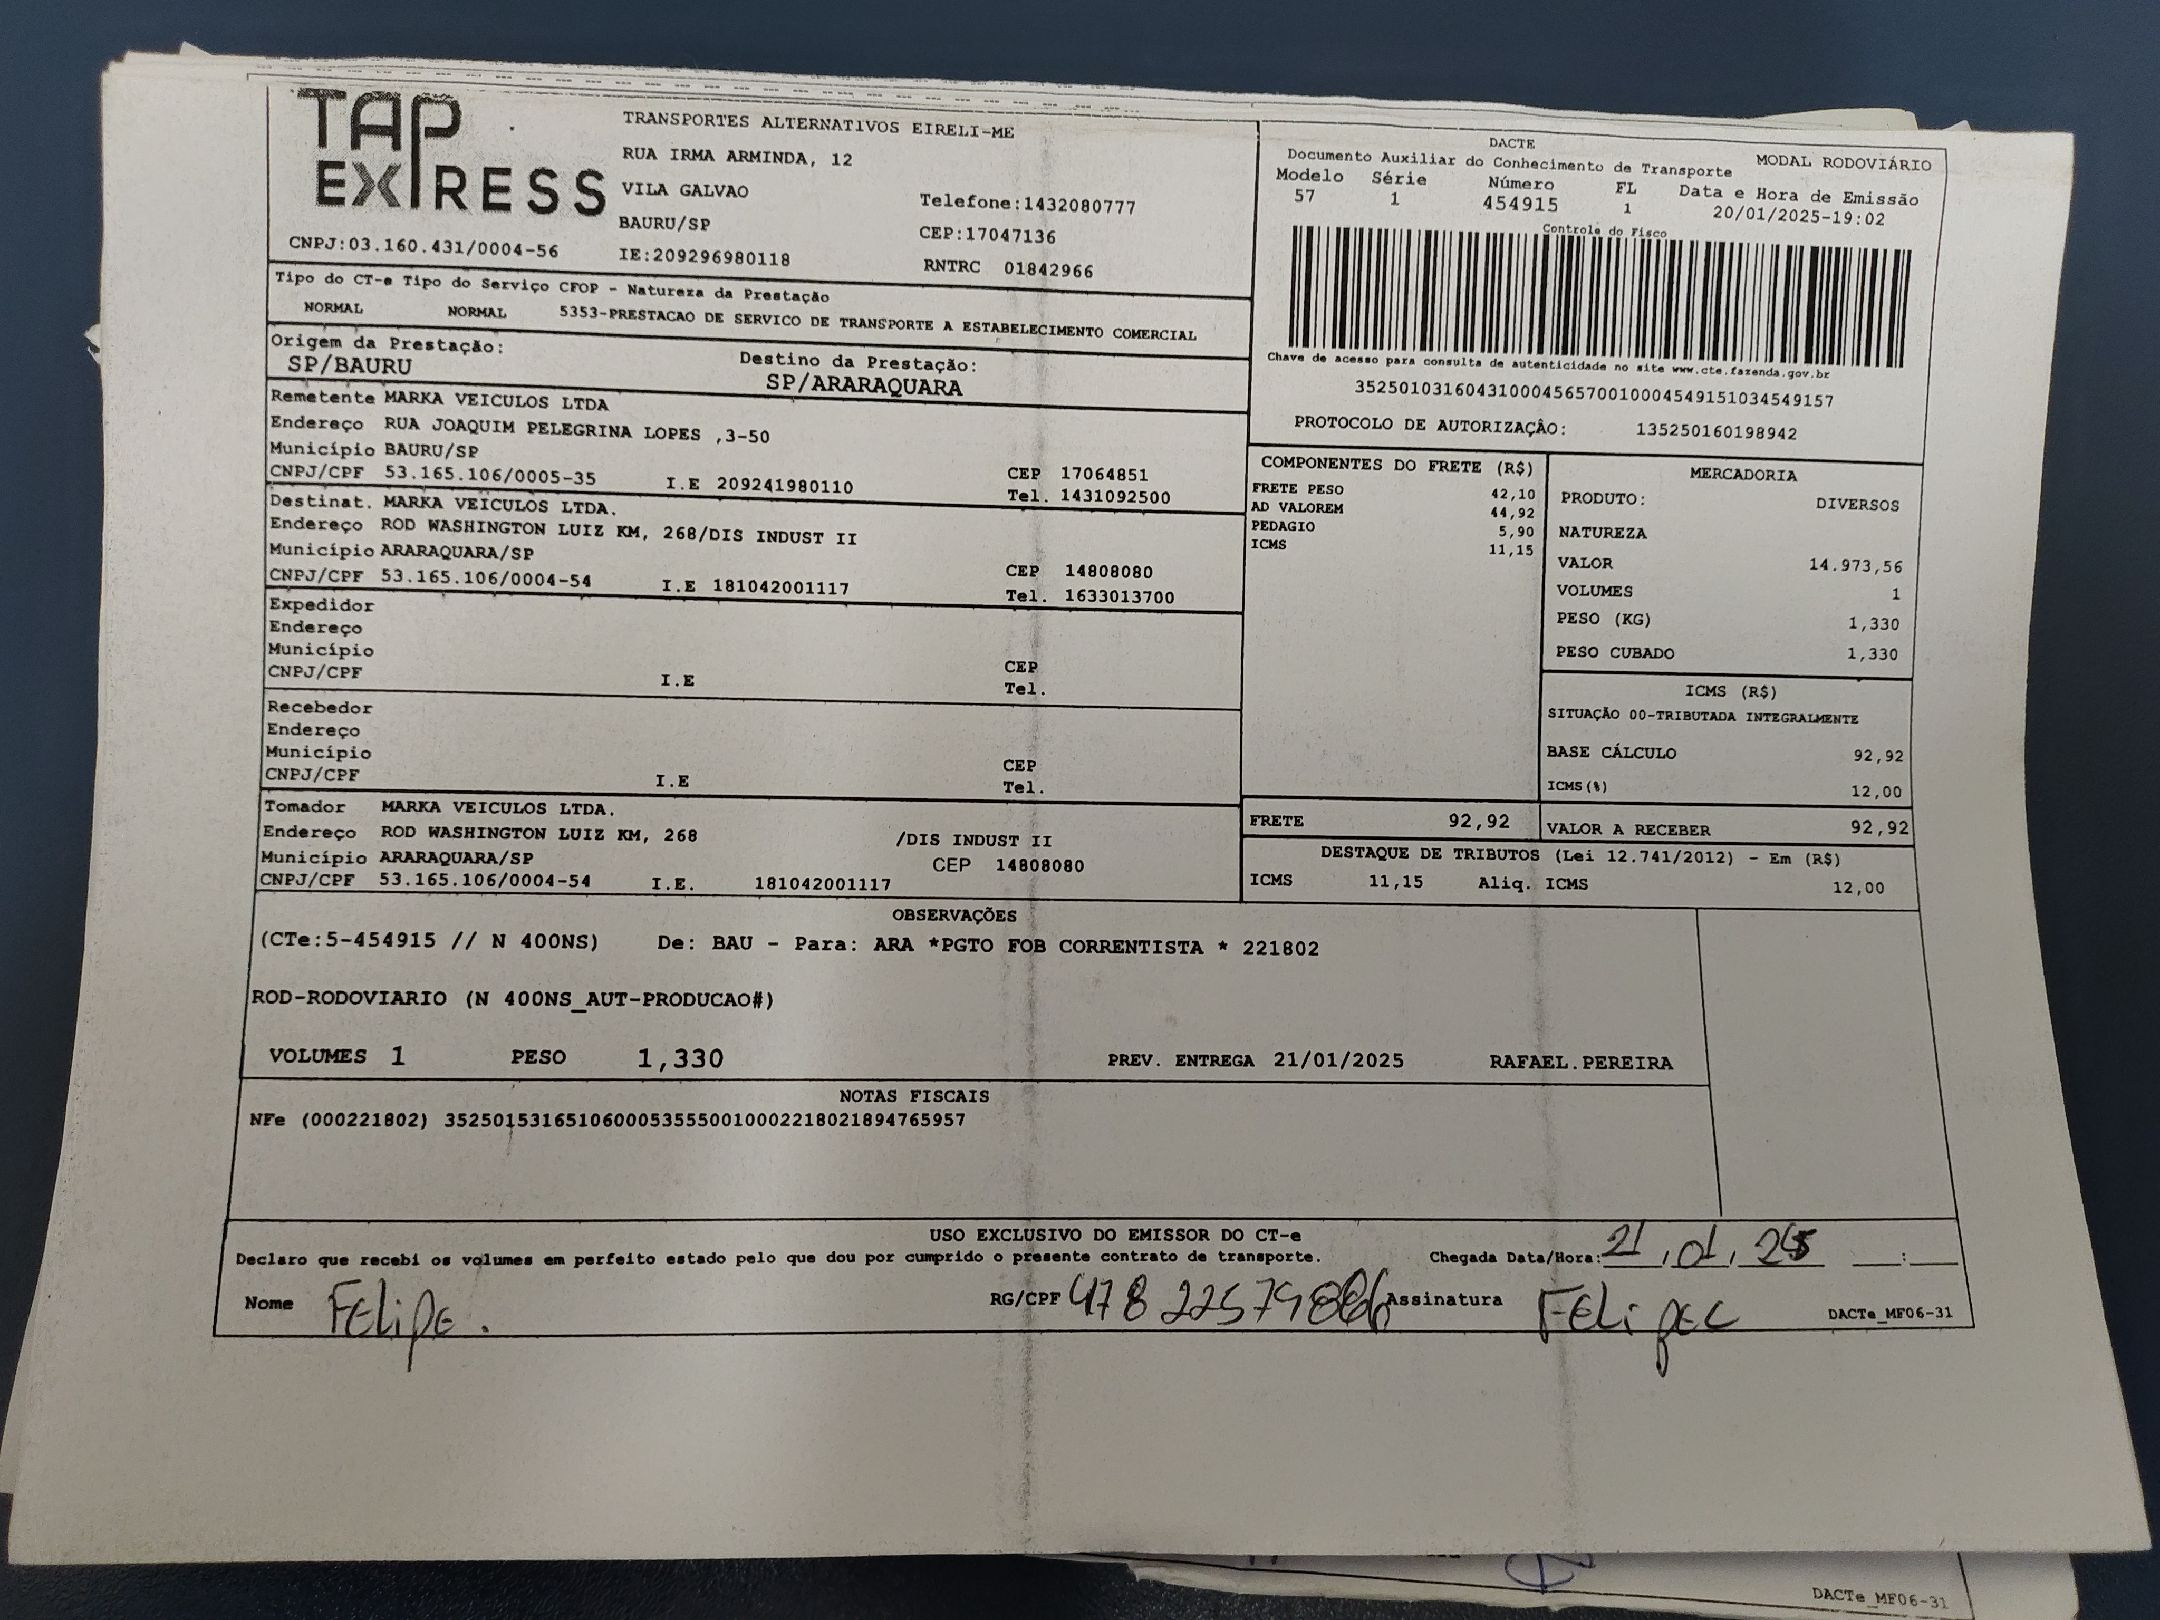 TAP EXPRESS
TRANSPORTES ALTERNATIVOS EIRELI-ME
RUA IRMA ARMINDA, 12
VILA GALVAO
Telefone:1432080777
BAURU/SP
CEP:17047136
CNPJ:03.160.431/0004-56
IE:209296980118
RNTRC 01842966
DACTE
Documento Auxiliar do Conhecimento de Transporte
MODAL RODOVIÁRIO
Modelo Série Número FL Data e Hora de Emissão
57 1 454915 1 20/01/2025-19:02
Controle do Fisco
Chave de acesso para consulta de autenticidade no site www.cte.fazenda.gov.br
35250103160431000456570010004549151034549157
PROTOCOLO DE AUTORIZAÇÂO: 135250160198942
Tipo do CT-e Tipo do Serviço CFOP - Natureza da Prestação
NORMAL NORMAL 5353-PRESTACAO DE SERVICO DE TRANSPORTE A ESTABELECIMENTO COMERCIAL
Origem da Prestação: Destino da Prestação:
SP/BAURU SP/ARARAQUARA
Remetente MARKA VEICULOS LTDA
Endereço RUA JOAQUIM PELEGRINA LOPES ,3-50
Município BAURU/SP CEP 17064851
CNPJ/CPF 53.165.106/0005-35 I.E 209241980110 Tel. 1431092500
Destinat. MARKA VEICULOS LTDA.
Endereço ROD WASHINGTON LUIZ KM, 268/DIS INDUST II
Município ARARAQUARA/SP CEP 14808080
CNPJ/CPF 53.165.106/0004-54 I.E 181042001117 Tel. 1633013700
Expedidor
Endereço
Município CEP
CNPJ/CPF I.E Tel.
Recebedor
Endereço
Município CEP
CNPJ/CPF I.E Tel.
Tomador MARKA VEICULOS LTDA.
Endereço ROD WASHINGTON LUIZ KM, 268 /DIS INDUST II
Município ARARAQUARA/SP CEP 14808080
CNPJ/CPF 53.165.106/0004-54 I.E. 181042001117
COMPONENTES DO FRETE (R$)
FRETE PESO 42,10
AD VALOREM 44,92
PEDAGIO 5,90
ICMS 11,15
MERCADORIA
PRODUTO: DIVERSOS
NATUREZA
VALOR 14.973,56
VOLUMES 1
PESO (KG) 1,330
PESO CUBADO 1,330
ICMS (R$)
SITUAÇÃO 00-TRIBUTADA INTEGRALMENTE
BASE CÁLCULO 92,92
ICMS(%) 12,00
FRETE 92,92 VALOR A RECEBER 92,92
DESTAQUE DE TRIBUTOS (Lei 12.741/2012) - Em (R$)
ICMS 11,15 Aliq. ICMS 12,00
OBSERVAÇÕES
(CTe:5-454915 // N 400NS) De: BAU - Para: ARA *PGTO FOB CORRENTISTA * 221802
ROD-RODOVIARIO (N 400NS_AUT-PRODUCAO#)
VOLUMES 1 PESO 1,330 PREV. ENTREGA 21/01/2025 RAFAEL.PEREIRA
NOTAS FISCAIS
NFe (000221802) 35250153165106000535550010002218021894765957
USO EXCLUSIVO DO EMISSOR DO CT-e
Declaro que recebi os volumes em perfeito estado pelo que dou por cumprido o presente contrato de transporte. Chegada Data/Hora: 21 , 01 , 25 :
Nome FELIPE. RG/CPF Assinatura DACTe_MF06-31
DACTe_MF06-31